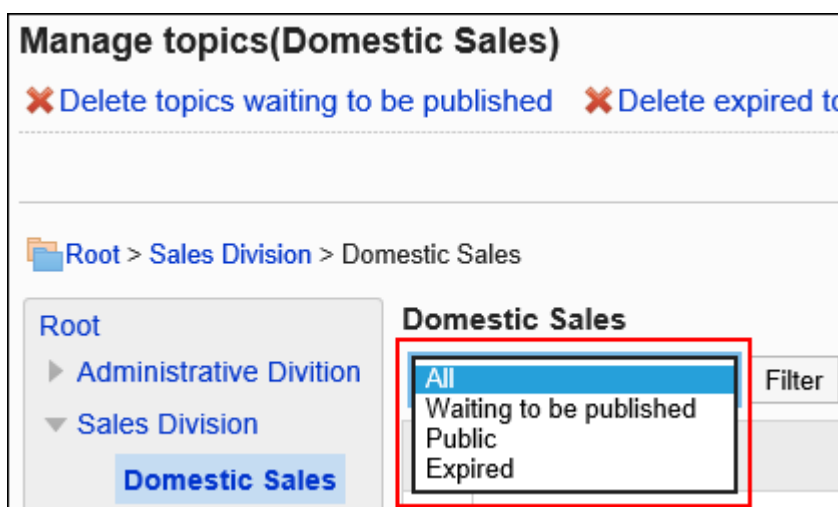 Manage topics(Domestic Sales)
Delete topics waiting to be published Delete expired
Root > Sales Division > Domestic Sales
Root
Administrative Divition
Sales Division
Domestic Sales
Domestic Sales
All
Waiting to be published
Public
Expired
Filter